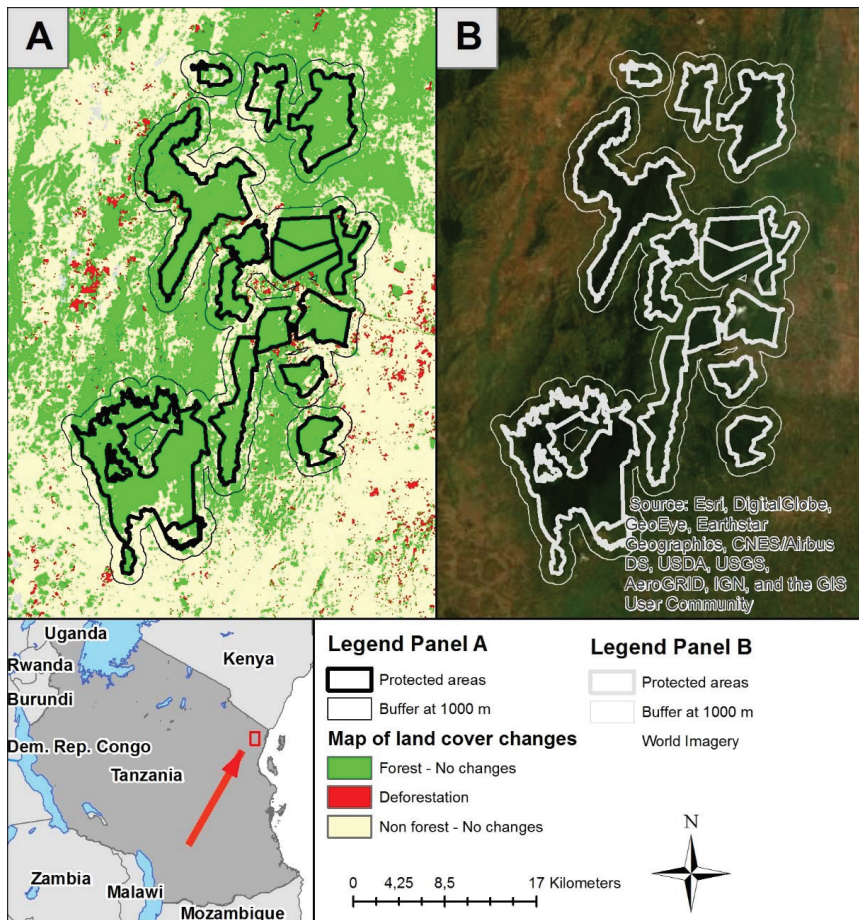 A
B
Source: Esri, DigitalGlobe,
GeoEye, Earthstar
Geographics, CNES/Airbus
DS, USDA, USGS,
AeroGRID, IGN, and the GIS
User Community
Uganda
Rwanda
Kenya
Burundi
Dem. Rep. Congo
Tanzania
Zambia
Malawi
Mozambique
Legend Panel A
Protected areas
Buffer at 1000 m
Map of land cover changes
Forest - No changes
Deforestation
Non forest - No changes
Legend Panel B
Protected areas
Buffer at 1000 m
World Imagery
0 4,25 8,5 17 Kilometers
N